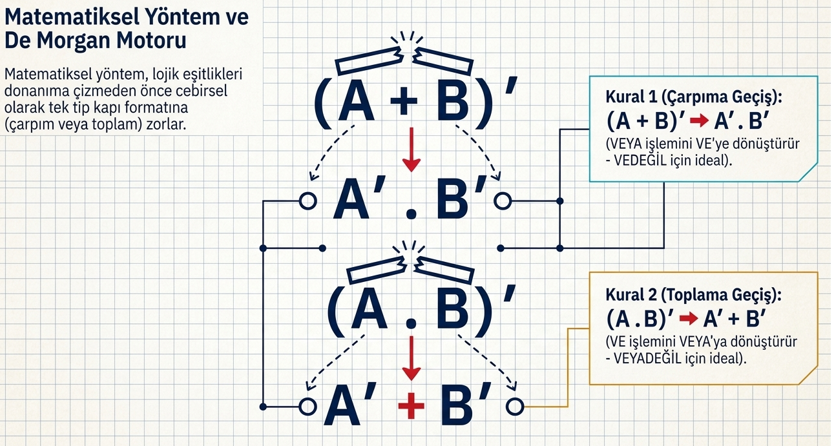 Matematiksel Yöntem ve
De Morgan Motoru
Matematiksel yöntem, lojik eşitlikleri
donanıma çizmeden önce cebirsel
olarak tek tip kapı formatına
(çarpım veya toplam) zorlar.
(A + B)′
A′ . B′
(A . B)′
A′ + B′
Kural 1 (Çarpıma Geçiş):
(A + B)′ → A′ . B′
(VEYA işlemini VE'ye dönüştürür
- VEDEĞİL için ideal).
Kural 2 (Toplama Geçiş):
(A . B)′ → A′ + B′
(VE işlemini VEYA'ya dönüştürür
- VEYADEĞİL için ideal).